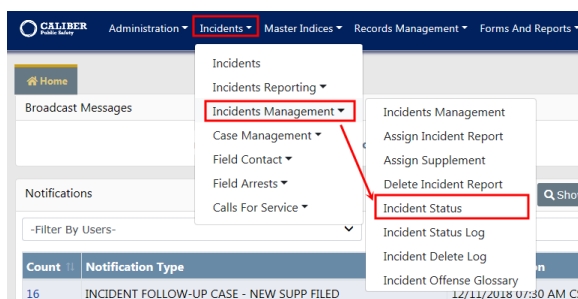 CALIBER
Public Safety
Administration Incidents Master Indices Records Management Forms And Reports
Home
Broadcast Messages
Incidents
Incidents Reporting
Incidents Management
Case Management
Field Contact
Field Arrests
Calls For Service
Incidents Management
Assign Incident Report
Assign Supplement
Delete Incident Report
Incident Status
Incident Status Log
Incident Delete Log
Incident Offense Glossary
Notifications
-Filter By Users-
Count Notification Type
16 INCIDENT FOLLOW-UP CASE - NEW SUPP FILED 12/11/2018 07:30 AM